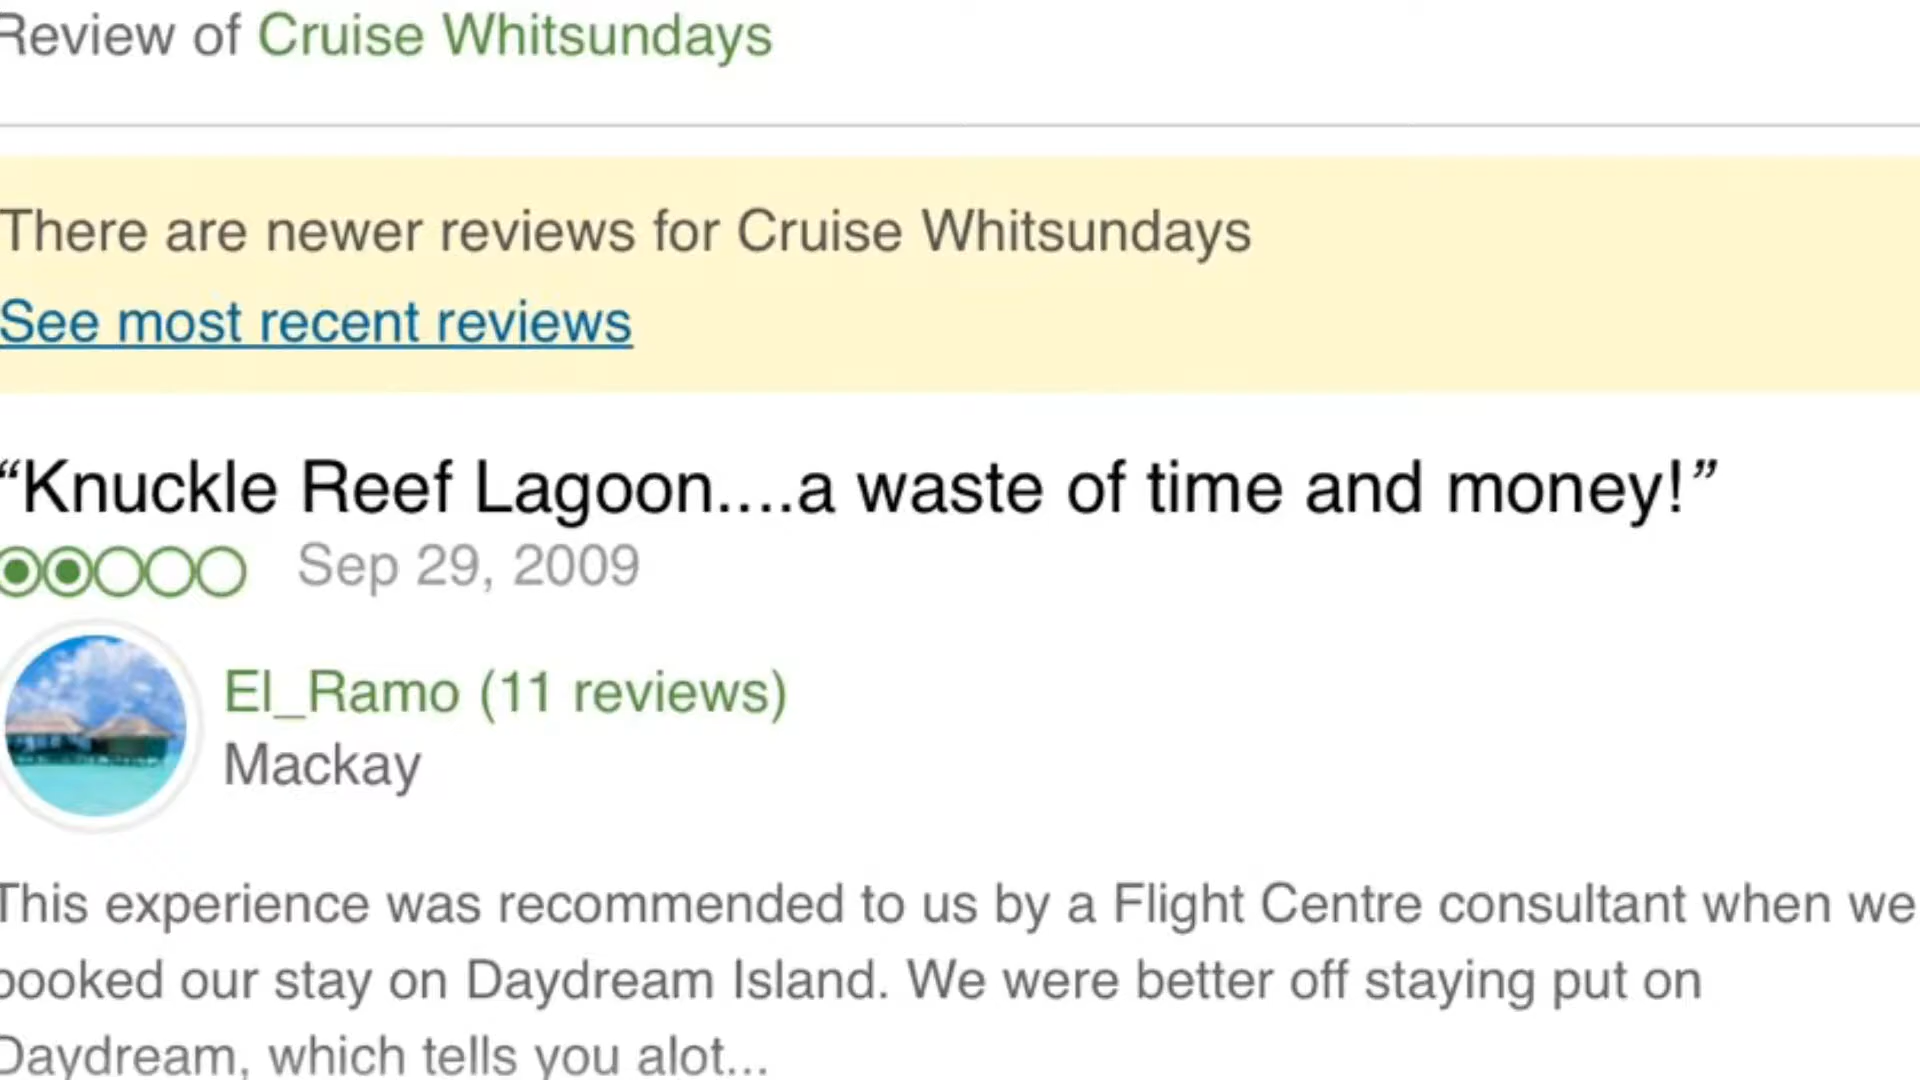 Review of Cruise Whitsundays
There are newer reviews for Cruise Whitsundays
See most recent reviews
“Knuckle Reef Lagoon....a waste of time and money!”
Sep 29, 2009
El_Ramo (11 reviews)
Mackay
This experience was recommended to us by a Flight Centre consultant when we
booked our stay on Daydream Island. We were better off staying put on
Daydream, which tells you alot...